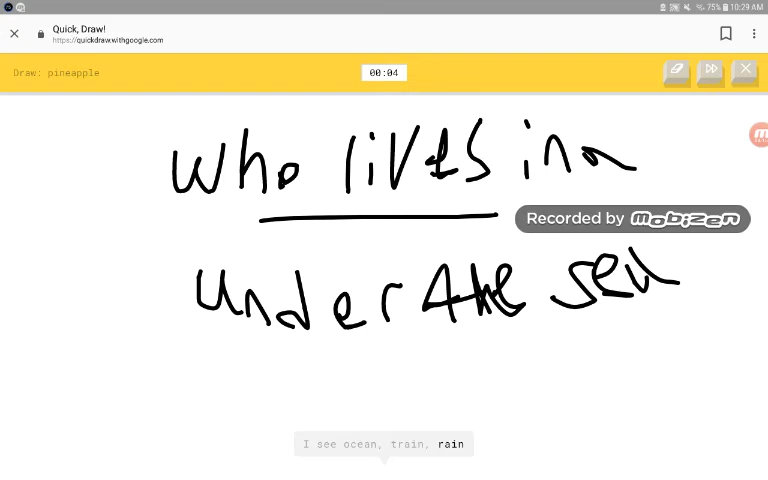 75% 10:29 AM
Quick, Draw!
https://quickdraw.withgoogle.com
Draw: pineapple
00:04
who lives in a
Recorded by mobizen
under the sea
I see ocean, train, rain